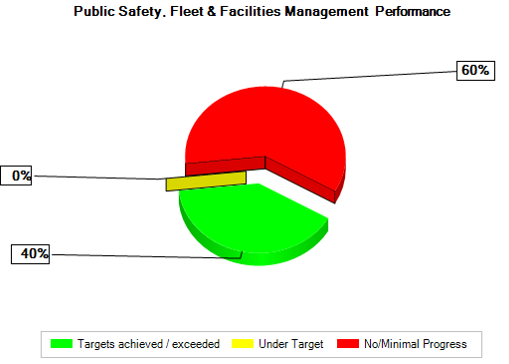 Public Safety, Fleet & Facilities Management Performance
60%
0%
40%
Targets achieved / exceeded Under Target No/Minimal Progress